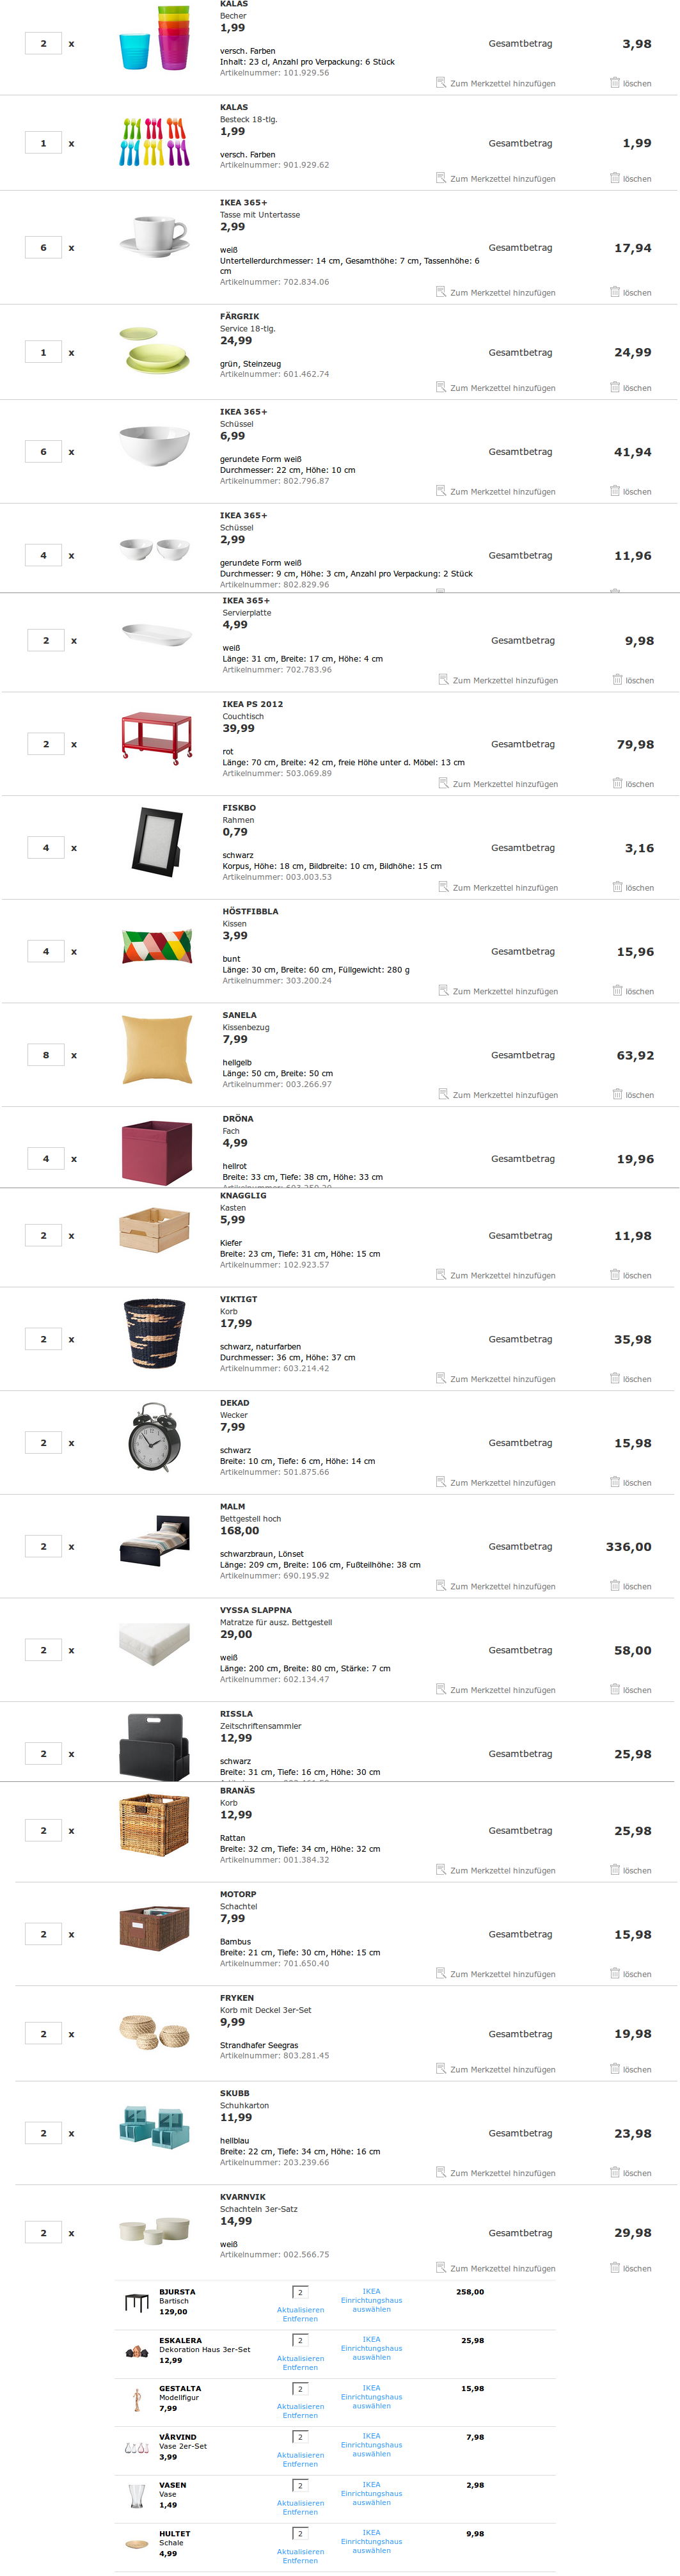 KALAS
Becher
1,99
2 x
Gesamtbetrag 3,98
versch. Farben
Inhalt: 23 cl, Anzahl pro Verpackung: 6 Stück
Artikelnummer: 101.929.56
Zum Merkzettel hinzufügen löschen
KALAS
Besteck 18-tlg.
1,99
1 x
Gesamtbetrag 1,99
versch. Farben
Artikelnummer: 901.929.62
Zum Merkzettel hinzufügen löschen
IKEA 365+
Tasse mit Untertasse
2,99
6 x
Gesamtbetrag 17,94
weiß
Untertellerdurchmesser: 14 cm, Gesamthöhe: 7 cm, Tassenhöhe: 6
cm
Artikelnummer: 702.834.06
Zum Merkzettel hinzufügen löschen
FÄRGRIK
Service 18-tlg.
24,99
1 x
Gesamtbetrag 24,99
grün, Steinzeug
Artikelnummer: 601.462.74
Zum Merkzettel hinzufügen löschen
IKEA 365+
Schüssel
6,99
6 x
Gesamtbetrag 41,94
gerundete Form weiß
Durchmesser: 22 cm, Höhe: 10 cm
Artikelnummer: 802.796.87
Zum Merkzettel hinzufügen löschen
IKEA 365+
Schüssel
2,99
4 x
Gesamtbetrag 11,96
gerundete Form weiß
Durchmesser: 9 cm, Höhe: 3 cm, Anzahl pro Verpackung: 2 Stück
Artikelnummer: 802.829.96
IKEA 365+
Servierplatte
4,99
2 x
Gesamtbetrag 9,98
weiß
Länge: 31 cm, Breite: 17 cm, Höhe: 4 cm
Artikelnummer: 702.783.96
Zum Merkzettel hinzufügen löschen
IKEA PS 2012
Couchtisch
39,99
2 x
Gesamtbetrag 79,98
rot
Länge: 70 cm, Breite: 42 cm, freie Höhe unter d. Möbel: 13 cm
Artikelnummer: 503.069.89
Zum Merkzettel hinzufügen löschen
FISKBO
Rahmen
0,79
4 x
Gesamtbetrag 3,16
schwarz
Korpus, Höhe: 18 cm, Bildbreite: 10 cm, Bildhöhe: 15 cm
Artikelnummer: 003.003.53
Zum Merkzettel hinzufügen löschen
HÖSTFIBBLA
Kissen
3,99
4 x
Gesamtbetrag 15,96
bunt
Länge: 30 cm, Breite: 60 cm, Füllgewicht: 280 g
Artikelnummer: 303.200.24
Zum Merkzettel hinzufügen löschen
SANELA
Kissenbezug
7,99
8 x
Gesamtbetrag 63,92
hellgelb
Länge: 50 cm, Breite: 50 cm
Artikelnummer: 003.266.97
Zum Merkzettel hinzufügen löschen
DRÖNA
Fach
4,99
4 x
Gesamtbetrag 19,96
hellrot
Breite: 33 cm, Tiefe: 38 cm, Höhe: 33 cm
KNAGGLIG
Kasten
5,99
2 x
Gesamtbetrag 11,98
Kiefer
Breite: 23 cm, Tiefe: 31 cm, Höhe: 15 cm
Artikelnummer: 102.923.57
Zum Merkzettel hinzufügen löschen
VIKTIGT
Korb
17,99
2 x
Gesamtbetrag 35,98
schwarz, naturfarben
Durchmesser: 36 cm, Höhe: 37 cm
Artikelnummer: 603.214.42
Zum Merkzettel hinzufügen löschen
DEKAD
Wecker
7,99
2 x
Gesamtbetrag 15,98
schwarz
Breite: 10 cm, Tiefe: 6 cm, Höhe: 14 cm
Artikelnummer: 501.875.66
Zum Merkzettel hinzufügen löschen
MALM
Bettgestell hoch
168,00
2 x
Gesamtbetrag 336,00
schwarzbraun, Lönset
Länge: 209 cm, Breite: 106 cm, Fußteilhöhe: 38 cm
Artikelnummer: 690.195.92
Zum Merkzettel hinzufügen löschen
VYSSA SLAPPNA
Matratze für ausz. Bettgestell
29,00
2 x
Gesamtbetrag 58,00
weiß
Länge: 200 cm, Breite: 80 cm, Stärke: 7 cm
Artikelnummer: 602.134.47
Zum Merkzettel hinzufügen löschen
RISSLA
Zeitschriftensammler
12,99
2 x
Gesamtbetrag 25,98
schwarz
Breite: 31 cm, Tiefe: 16 cm, Höhe: 30 cm
BRANÄS
Korb
12,99
2 x
Gesamtbetrag 25,98
Rattan
Breite: 32 cm, Tiefe: 34 cm, Höhe: 32 cm
Artikelnummer: 001.384.32
Zum Merkzettel hinzufügen löschen
MOTORP
Schachtel
7,99
2 x
Gesamtbetrag 15,98
Bambus
Breite: 21 cm, Tiefe: 30 cm, Höhe: 15 cm
Artikelnummer: 701.650.40
Zum Merkzettel hinzufügen löschen
FRYKEN
Korb mit Deckel 3er-Set
9,99
2 x
Gesamtbetrag 19,98
Strandhafer Seegras
Artikelnummer: 803.281.45
Zum Merkzettel hinzufügen löschen
SKUBB
Schuhkarton
11,99
2 x
Gesamtbetrag 23,98
hellblau
Breite: 22 cm, Tiefe: 34 cm, Höhe: 16 cm
Artikelnummer: 203.239.66
Zum Merkzettel hinzufügen löschen
KVARNVIK
Schachteln 3er-Satz
14,99
2 x
Gesamtbetrag 29,98
weiß
Artikelnummer: 002.566.75
Zum Merkzettel hinzufügen löschen
BJURSTA 2 IKEA 258,00
Bartisch Einrichtungshaus
129,00 Aktualisieren auswählen
Entfernen
ESKALERA 2 IKEA 25,98
Dekoration Haus 3er-Set Einrichtungshaus
12,99 Aktualisieren auswählen
Entfernen
GESTALTA 2 IKEA 15,98
Modellfigur Einrichtungshaus
7,99 Aktualisieren auswählen
Entfernen
VÅRVIND 2 IKEA 7,98
Vase 2er-Set Einrichtungshaus
3,99 Aktualisieren auswählen
Entfernen
VASEN 2 IKEA 2,98
Vase Einrichtungshaus
1,49 Aktualisieren auswählen
Entfernen
HULTET 2 IKEA 9,98
Schale Einrichtungshaus
4,99 Aktualisieren auswählen
Entfernen